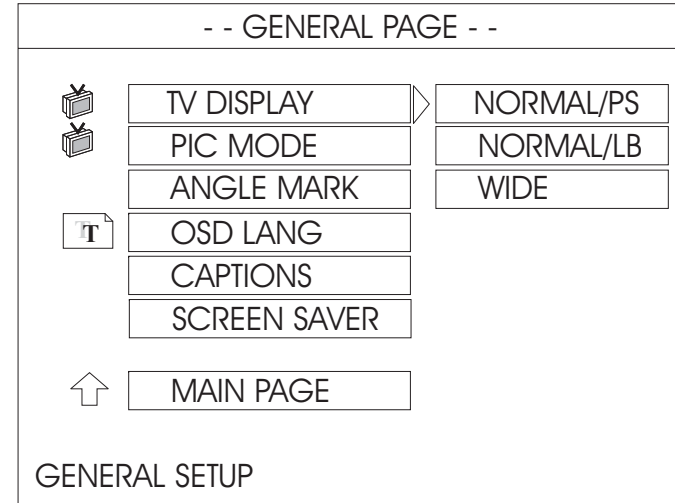 - - GENERAL PAGE - -
TV DISPLAY NORMAL/PS
PIC MODE NORMAL/LB
ANGLE MARK WIDE
TT OSD LANG
CAPTIONS
SCREEN SAVER
MAIN PAGE
GENERAL SETUP